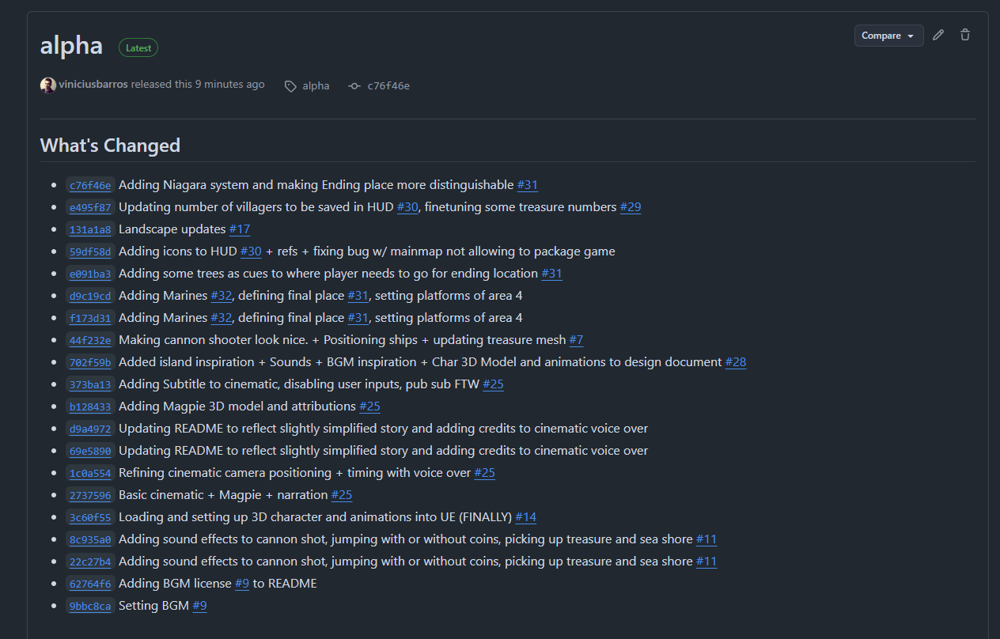 alpha Latest Compare
viniciusbarros released this 9 minutes ago alpha c76f46e
What's Changed
c76f46e Adding Niagara system and making Ending place more distinguishable #31
e495f87 Updating number of villagers to be saved in HUD #30, finetuning some treasure numbers #29
131a1a8 Landscape updates #17
59df58d Adding icons to HUD #30 + refs + fixing bug w/ mainmap not allowing to package game
e091ba3 Adding some trees as cues to where player needs to go for ending location #31
d9c19cd Adding Marines #32, defining final place #31, setting platforms of area 4
f173d31 Adding Marines #32, defining final place #31, setting platforms of area 4
44f232e Making cannon shooter look nice. + Positioning ships + updating treasure mesh #7
702f59b Added island inspiration + Sounds + BGM inspiration + Char 3D Model and animations to design document #28
373ba13 Adding Subtitle to cinematic, disabling user inputs, pub sub FTW #25
b128433 Adding Magpie 3D model and attributions #25
d9a4972 Updating README to reflect slightly simplified story and adding credits to cinematic voice over
69e5890 Updating README to reflect slightly simplified story and adding credits to cinematic voice over
1c0a554 Refining cinematic camera positioning + timing with voice over #25
2737596 Basic cinematic + Magpie + narration #25
3c60f55 Loading and setting up 3D character and animations into UE (FINALLY) #14
8c935a0 Adding sound effects to cannon shot, jumping with or without coins, picking up treasure and sea shore #11
22c27b4 Adding sound effects to cannon shot, jumping with or without coins, picking up treasure and sea shore #11
62764f6 Adding BGM license #9 to README
9bbc8ca Setting BGM #9